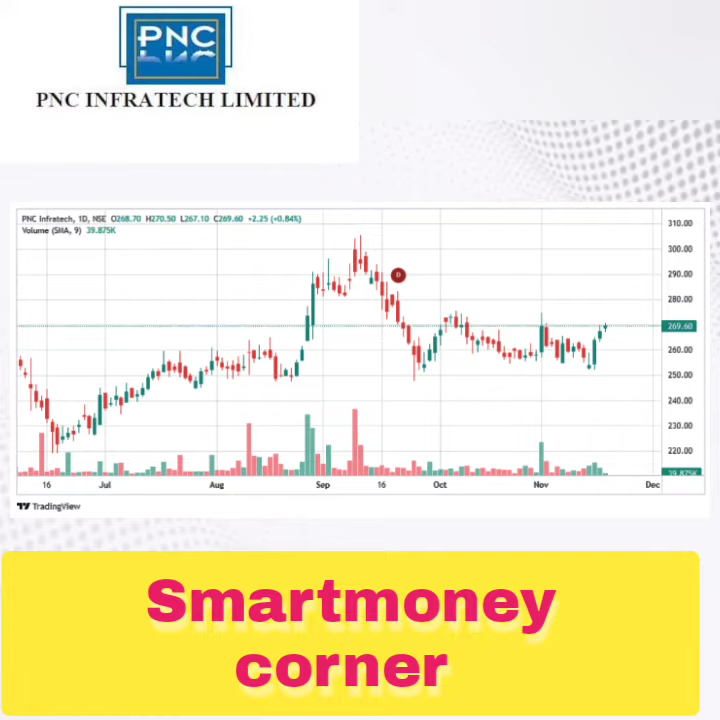 PNC
PNC INFRATECH LIMITED
PNC Infratech, 1D, NSE O268.70 H270.50 L267.10 C269.60 +2.25 (+0.84%)
Volume (SMA, 9) 39.875K
310.00
300.00
290.00
280.00
269.60
260.00
250.00
240.00
230.00
220.00
39.875K
D
16 Jul Aug Sep 16 Oct Nov Dec
TradingView
Smartmoney
corner